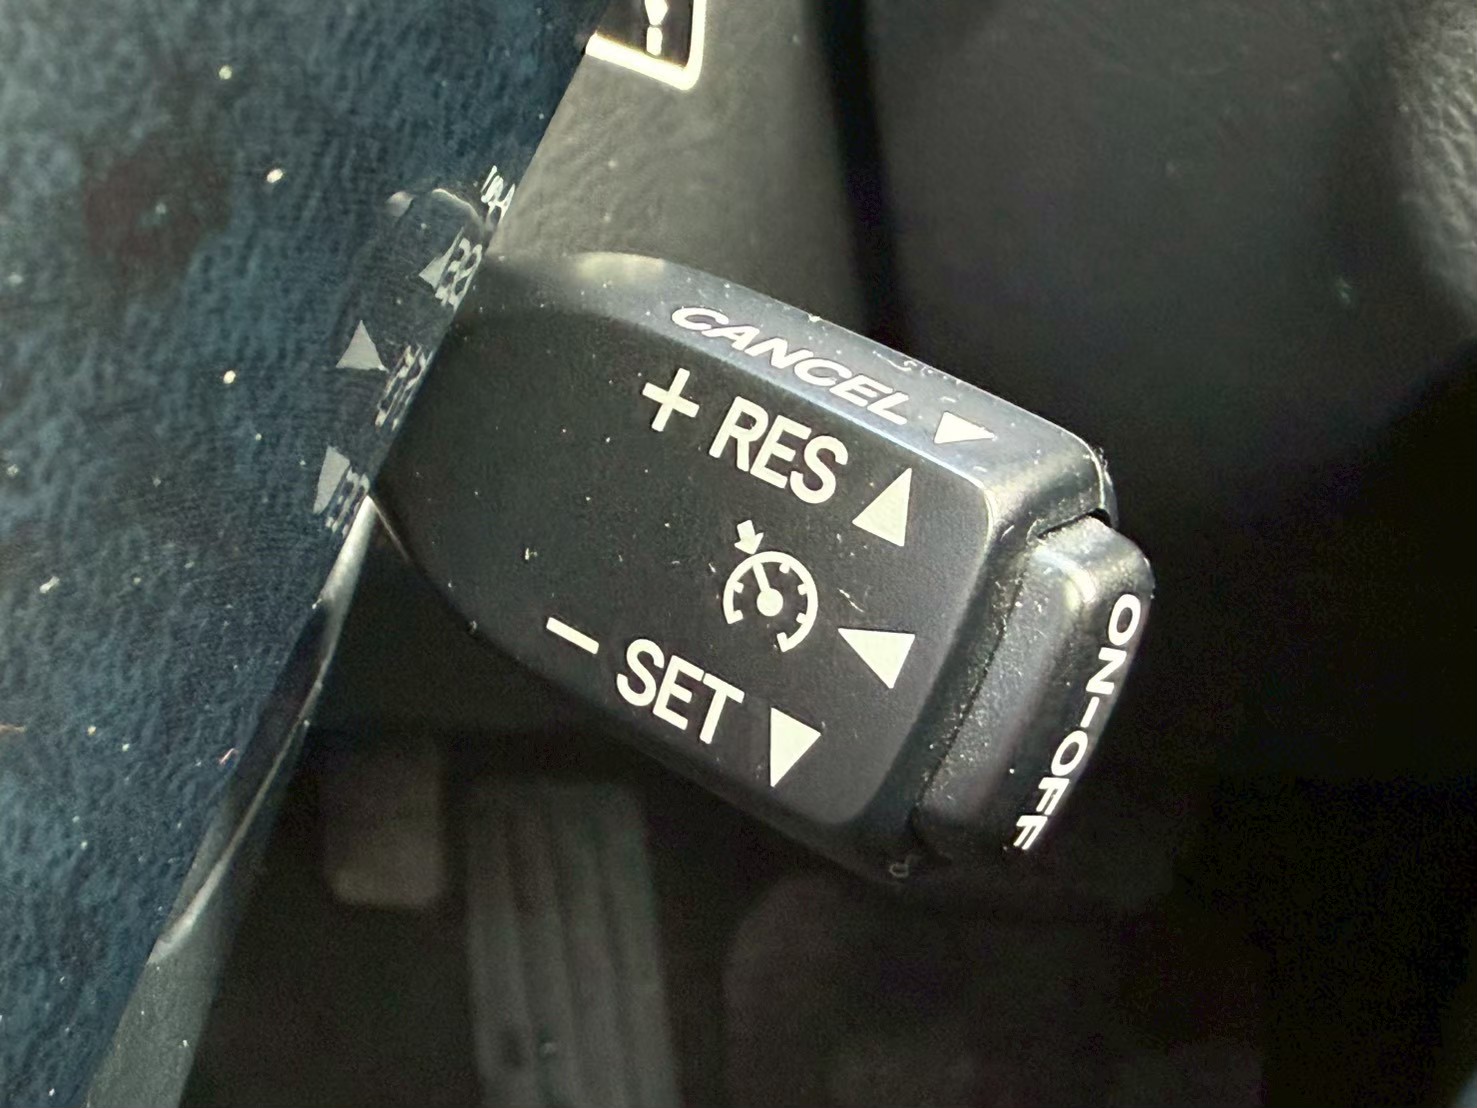 CANCEL
+ RES
- SET
ON-OFF